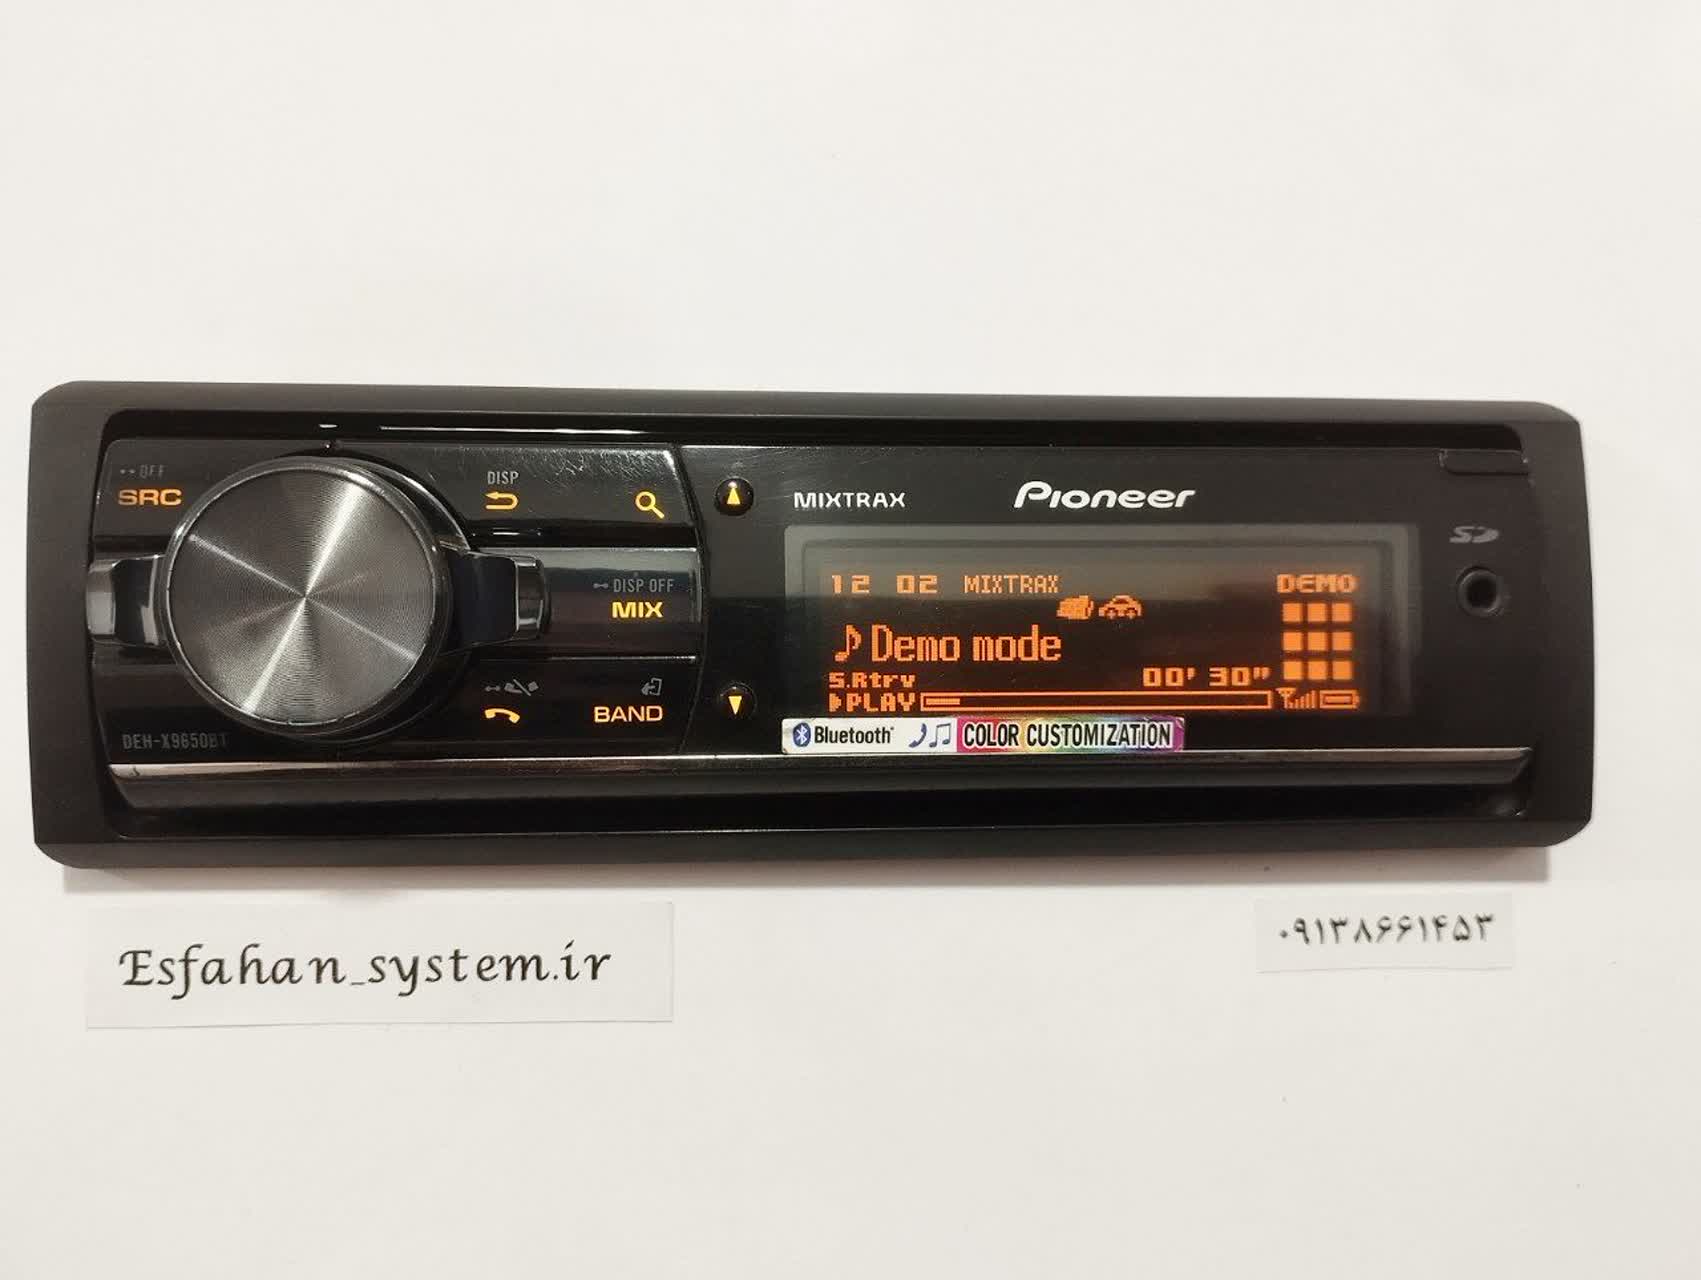 OFF
SRC
DISP
DISP OFF
MIX
BAND
DEH-X9650BT
MIXTRAX
Pioneer
SD
12 02 MIXTRAX DEMO
Demo mode
S.Rtrv 00' 30"
PLAY
Bluetooth COLOR CUSTOMIZATION
Esfahan_system.ir
۰۹۱۳۸۶۶۱۴۵۳